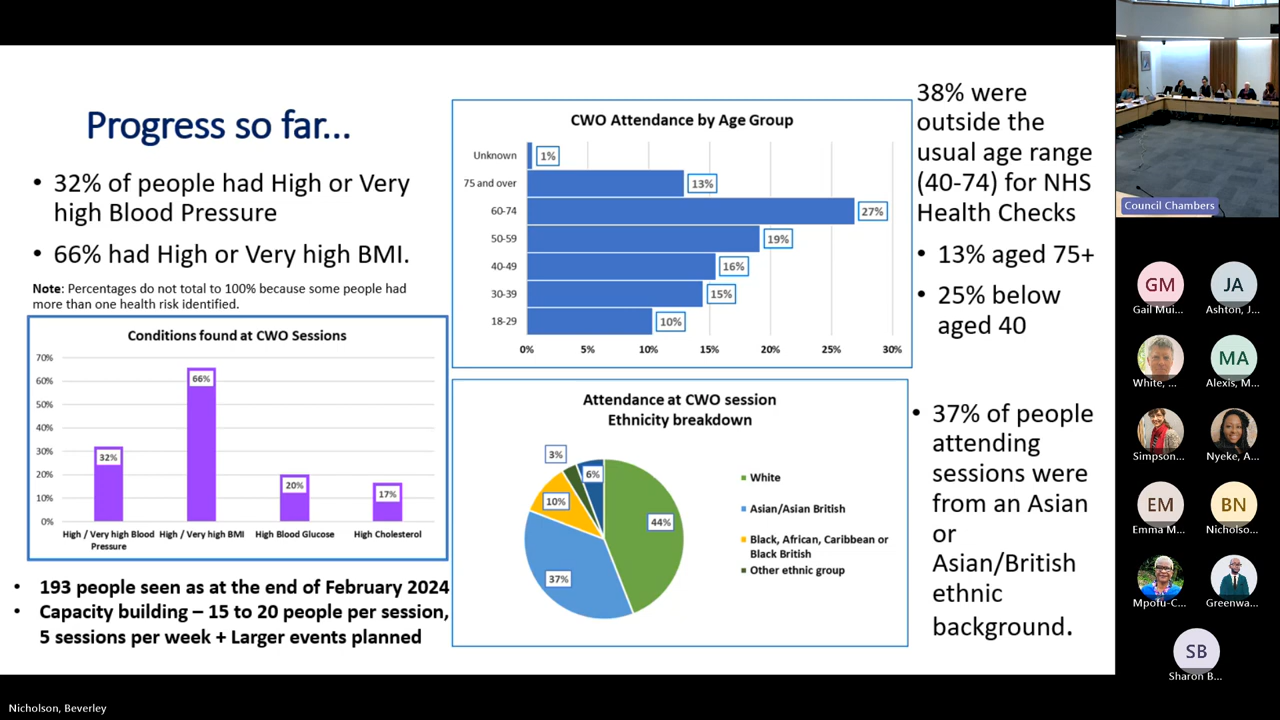 Progress so far...
• 32% of people had High or Very
high Blood Pressure
• 66% had High or Very high BMI.
Note: Percentages do not total to 100% because some people had
more than one health risk identified.
Conditions found at CWO Sessions
70%
60%
50%
40%
30%
20%
10%
0%
32%
66%
20%
17%
High / Very high Blood
Pressure
High / Very high BMI
High Blood Glucose
High Cholesterol
• 193 people seen as at the end of February 2024
• Capacity building – 15 to 20 people per session,
5 sessions per week + Larger events planned
CWO Attendance by Age Group
Unknown 1%
75 and over 13%
60-74 27%
50-59 19%
40-49 16%
30-39 15%
18-29 10%
0% 5% 10% 15% 20% 25% 30%
Attendance at CWO session
Ethnicity breakdown
3%
6%
10%
44%
37%
White
Asian/Asian British
Black, African, Caribbean or
Black British
Other ethnic group
38% were
outside the
usual age range
(40-74) for NHS
Health Checks
• 13% aged 75+
• 25% below
aged 40
• 37% of people
attending
sessions were
from an Asian
or
Asian/British
ethnic
background.
Council Chambers
GM
Gail Mui...
JA
Ashton, J...
White, ...
MA
Alexis, M...
Simpson...
Nyeke, A...
EM
Emma M...
BN
Nicholso...
Mpofu-C...
Greenwa...
SB
Sharon B...
Nicholson, Beverley